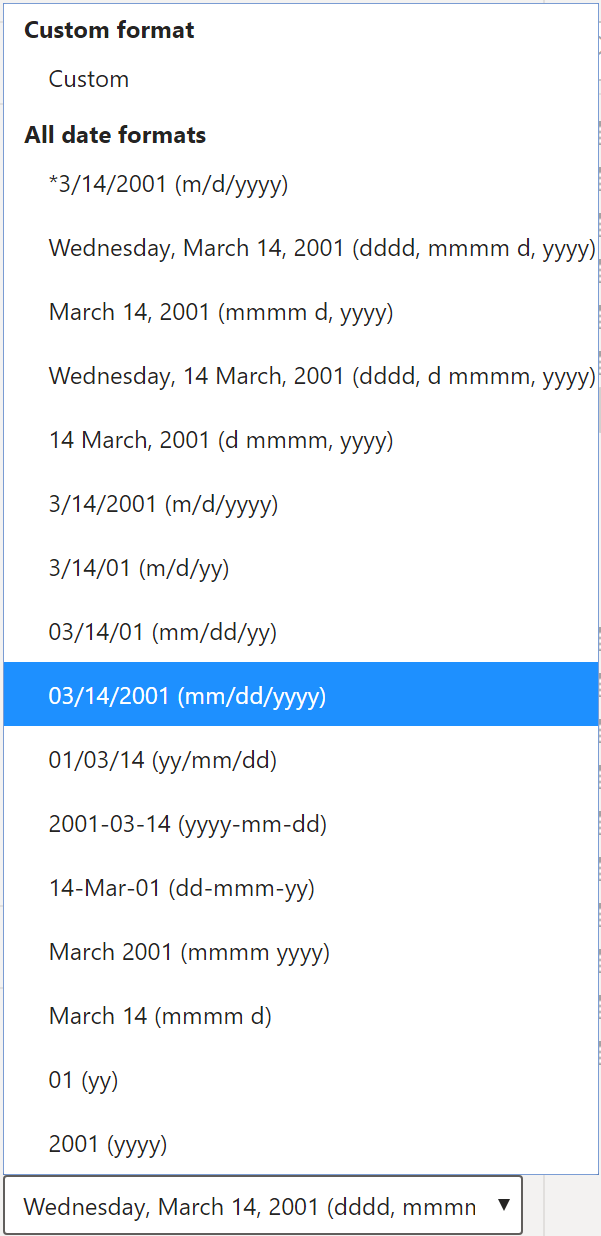 Custom format
Custom
All date formats
*3/14/2001 (m/d/yyyy)
Wednesday, March 14, 2001 (dddd, mmmm d, yyyy)
March 14, 2001 (mmmm d, yyyy)
Wednesday, 14 March, 2001 (dddd, d mmmm, yyyy)
14 March, 2001 (d mmmm, yyyy)
3/14/2001 (m/d/yyyy)
3/14/01 (m/d/yy)
03/14/01 (mm/dd/yy)
03/14/2001 (mm/dd/yyyy)
01/03/14 (yy/mm/dd)
2001-03-14 (yyyy-mm-dd)
14-Mar-01 (dd-mmm-yy)
March 2001 (mmmm yyyy)
March 14 (mmmm d)
01 (yy)
2001 (yyyy)
Wednesday, March 14, 2001 (dddd, mmmn